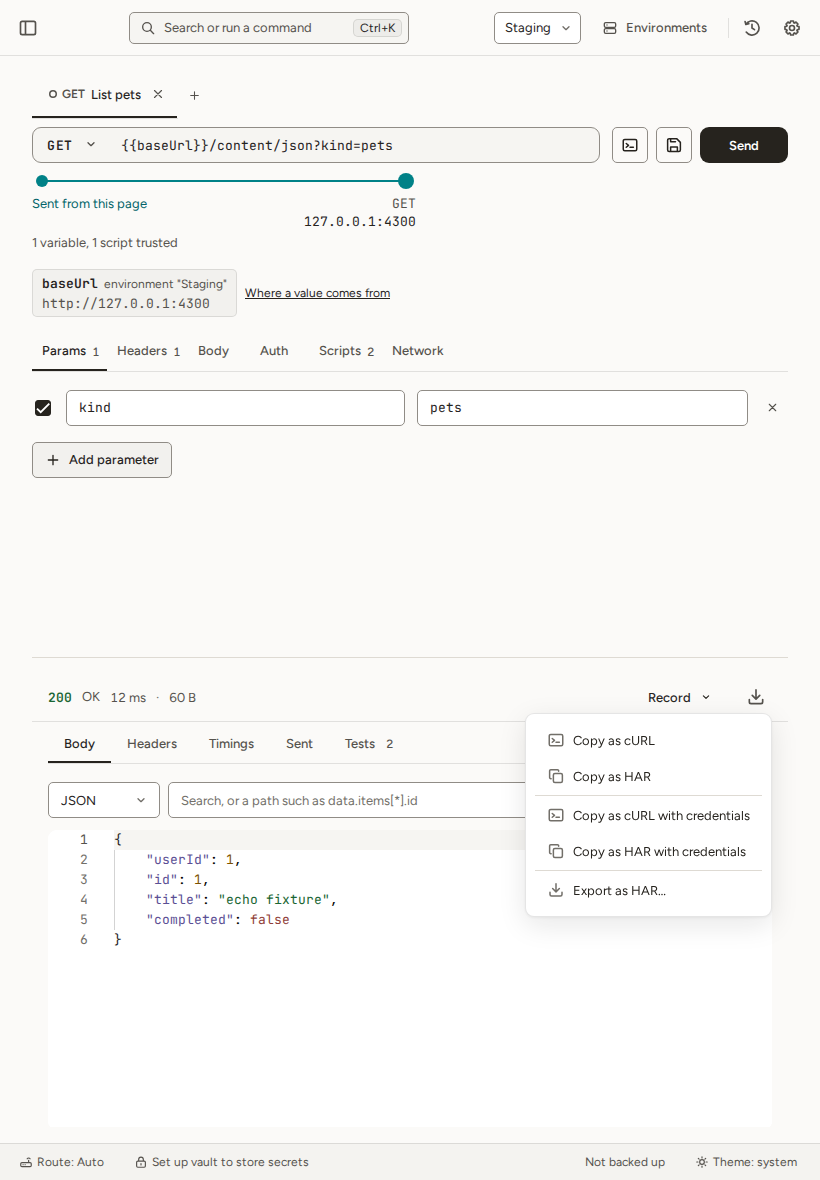 Search or run a command Ctrl+K Staging Environments
GET List pets
GET {{baseUrl}}/content/json?kind=pets Send
Sent from this page GET
127.0.0.1:4300
1 variable, 1 script trusted
baseUrl environment "Staging"
http://127.0.0.1:4300
Where a value comes from
Params 1 Headers 1 Body Auth Scripts 2 Network
kind pets
Add parameter
200 OK 12 ms · 60 B Record
Body Headers Timings Sent Tests 2
JSON Search, or a path such as data.items[*].id
1 {
2 "userId": 1,
3 "id": 1,
4 "title": "echo fixture",
5 "completed": false
6 }
Copy as cURL
Copy as HAR
Copy as cURL with credentials
Copy as HAR with credentials
Export as HAR...
Route: Auto Set up vault to store secrets Not backed up Theme: system